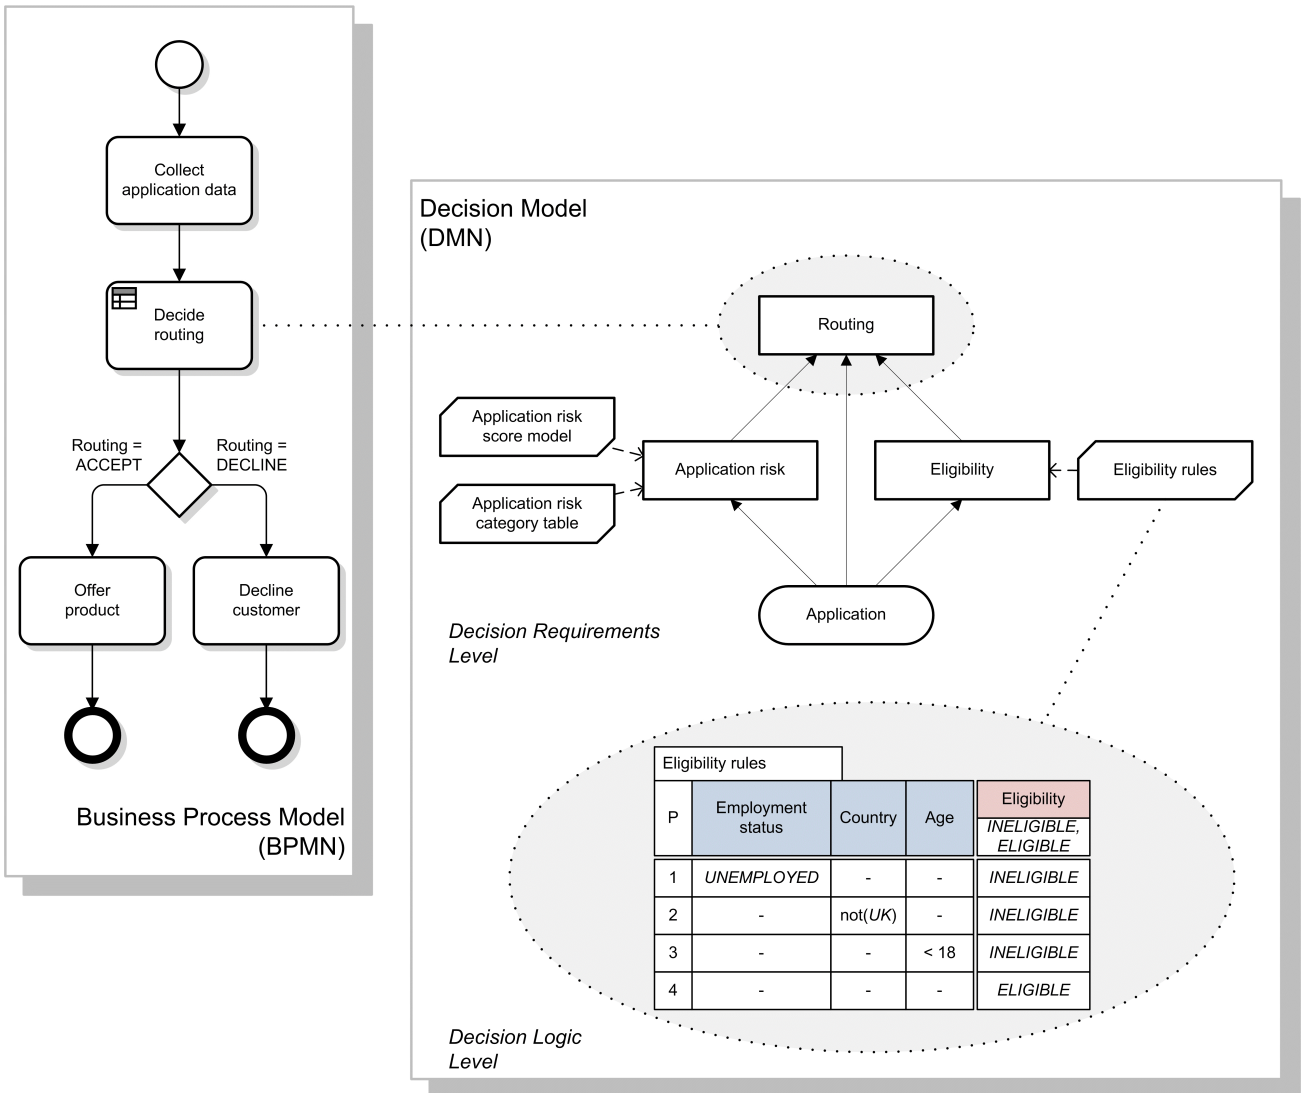 Collect
application data
Decide
routing
Routing =
ACCEPT
Routing =
DECLINE
Offer
product
Decline
customer
Business Process Model
(BPMN)
Decision Model
(DMN)
Routing
Application risk
score model
Application risk
category table
Application risk
Eligibility
Eligibility rules
Application
Decision Requirements
Level
Eligibility rules
P
Employment
status
Country
Age
Eligibility
INELIGIBLE,
ELIGIBLE
1 UNEMPLOYED - - INELIGIBLE
2 - not(UK) - INELIGIBLE
3 - - < 18 INELIGIBLE
4 - - - ELIGIBLE
Decision Logic
Level